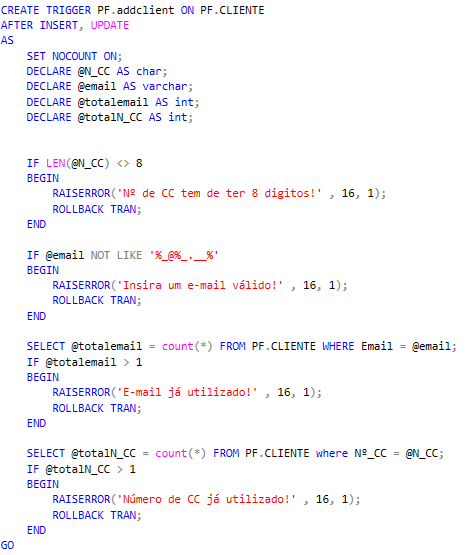 CREATE TRIGGER PF.addclient ON PF.CLIENTE
AFTER INSERT, UPDATE
AS
    SET NOCOUNT ON;
    DECLARE @N_CC AS char;
    DECLARE @email AS varchar;
    DECLARE @totalemail AS int;
    DECLARE @totalN_CC AS int;
    IF LEN(@N_CC) <> 8
    BEGIN
        RAISERROR('Nº de CC tem de ter 8 digitos!' , 16, 1);
        ROLLBACK TRAN;
    END
    IF @email NOT LIKE '%_@%_.__%'
    BEGIN
        RAISERROR('Insira um e-mail válido!' , 16, 1);
        ROLLBACK TRAN;
    END
    SELECT @totalemail = count(*) FROM PF.CLIENTE WHERE Email = @email;
    IF @totalemail > 1
    BEGIN
        RAISERROR('E-mail já utilizado!' , 16, 1);
        ROLLBACK TRAN;
    END
    SELECT @totalN_CC = count(*) FROM PF.CLIENTE where Nº_CC = @N_CC;
    IF @totalN_CC > 1
    BEGIN
        RAISERROR('Número de CC já utilizado!' , 16, 1);
        ROLLBACK TRAN;
    END
GO